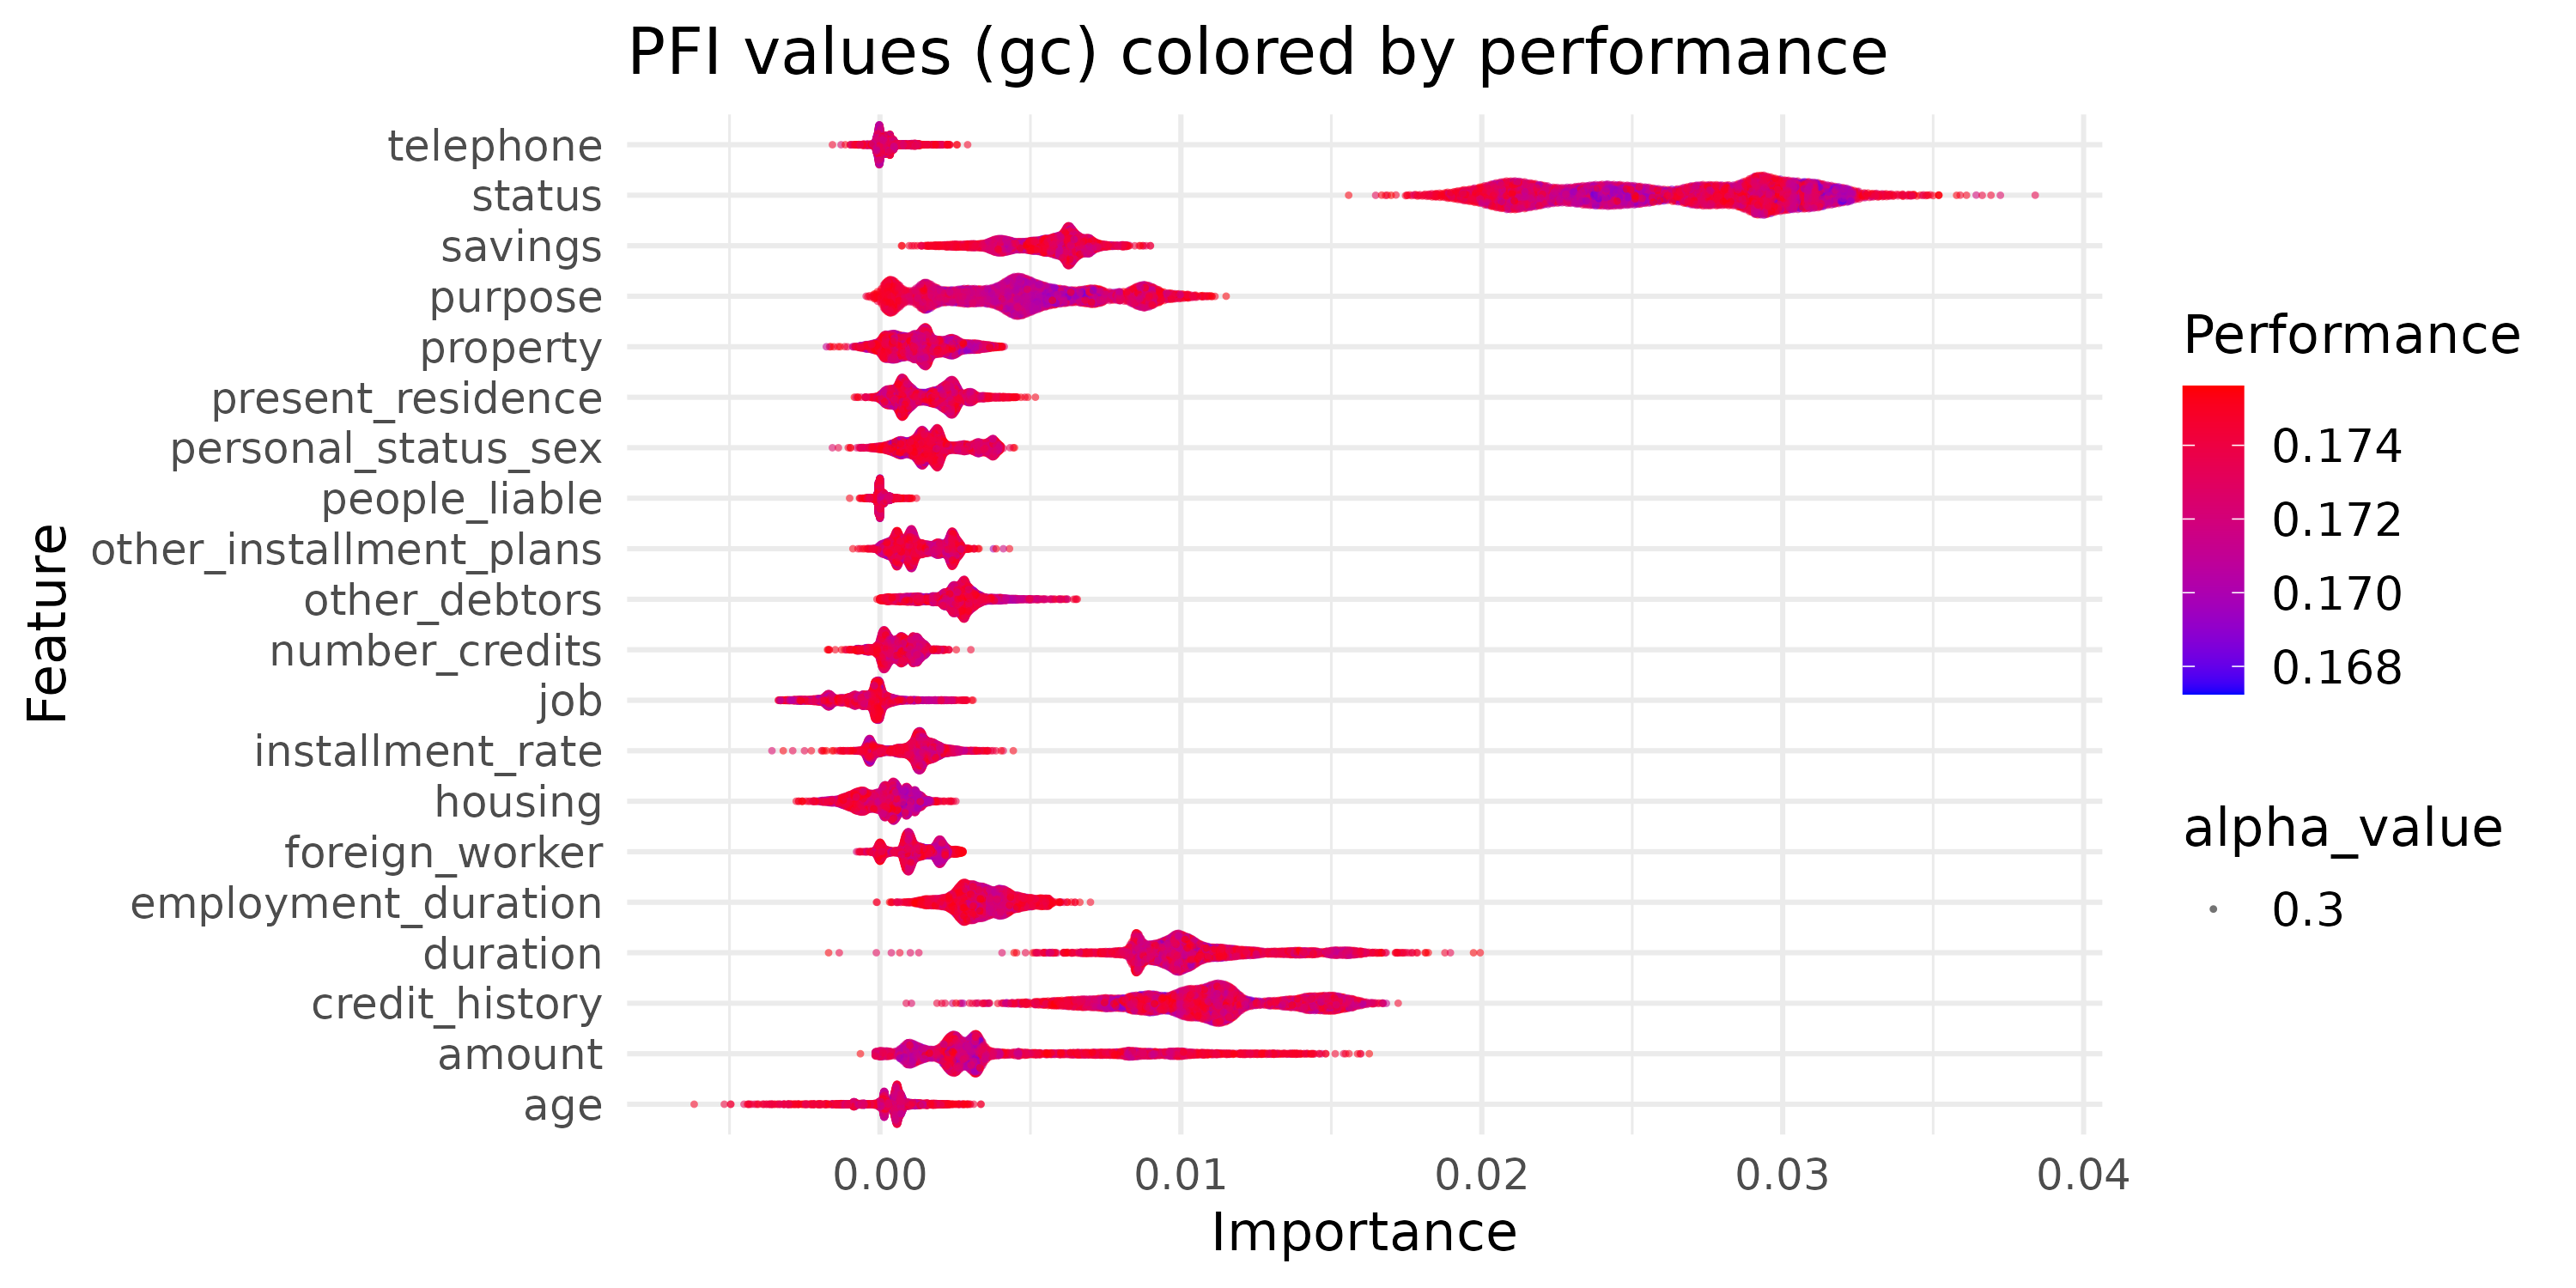 PFI values (gc) colored by performance
Feature
telephone
status
savings
purpose
property
present_residence
personal_status_sex
people_liable
other_installment_plans
other_debtors
number_credits
job
installment_rate
housing
foreign_worker
employment_duration
duration
credit_history
amount
age
0.00 0.01 0.02 0.03 0.04
Importance
Performance
0.174
0.172
0.170
0.168
alpha_value
0.3